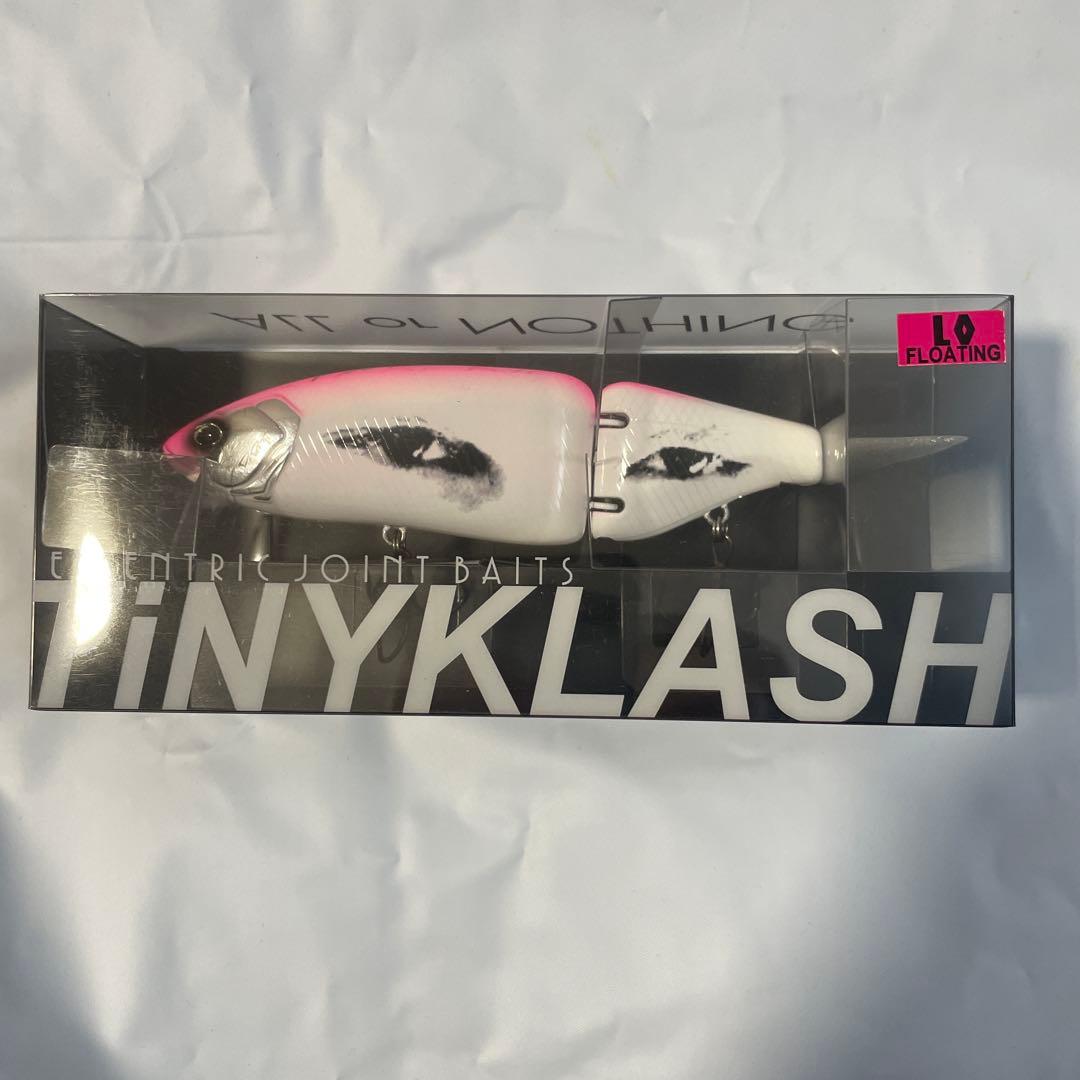 ALL or NOTHING.
LO
FLOATING
ECCENTRIC JOINT BAITS
TiNYKLASH